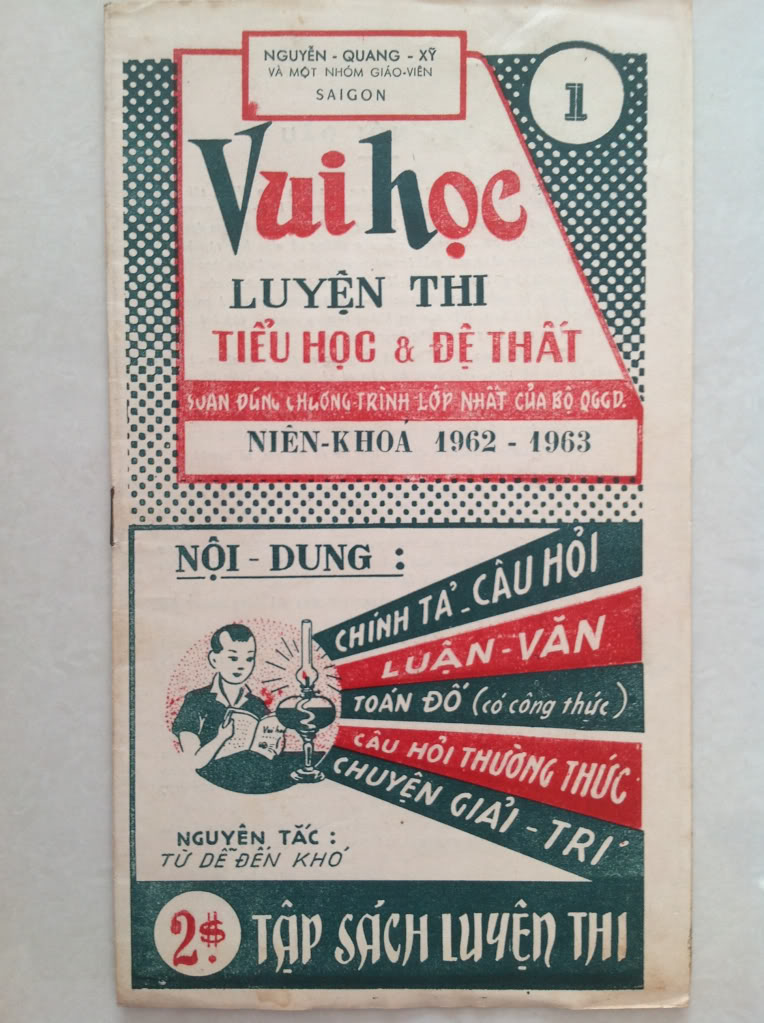 NGUYỄN - QUANG - XỸ
VÀ MỘT NHÓM GIÁO-VIÊN
SAIGON
1
Vui học
LUYỆN THI
TIỂU HỌC & ĐỆ THẤT
SOẠN ĐÚNG CHƯƠNG-TRÌNH LỚP NHẤT CỦA BỘ QGGD.
NIÊN-KHOÁ 1962 - 1963
NỘI - DUNG :
CHÍNH TẢ - CÂU HỎI
LUẬN - VĂN
TOÁN ĐỐ (có công thức)
CÂU HỎI THƯỜNG THỨC
CHUYỆN GIẢI - TRÍ
Vui học
NGUYÊN TẮC :
TỪ DỄ ĐẾN KHÓ
2$ TẬP SÁCH LUYỆN THI